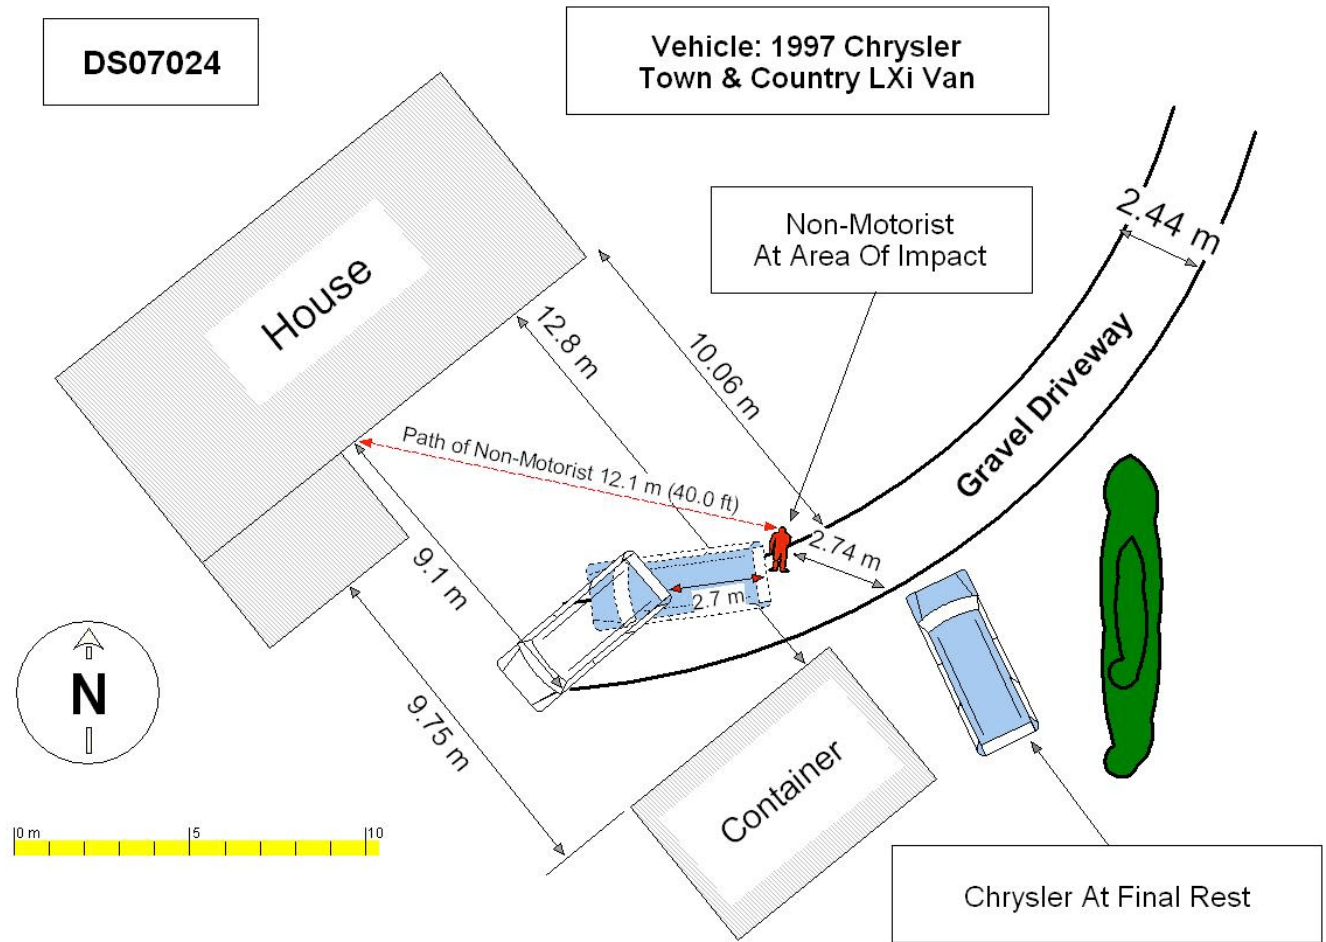 DS07024
Vehicle: 1997 Chrysler
Town & Country LXi Van
2.44 m
Non-Motorist
At Area Of Impact
House
12.8 m
10.06 m
Gravel Driveway
Path of Non-Motorist 12.1 m (40.0 ft)
9.1 m
2.74 m
2.7 m
N
9.75 m
Container
0 m
5
10
Chrysler At Final Rest